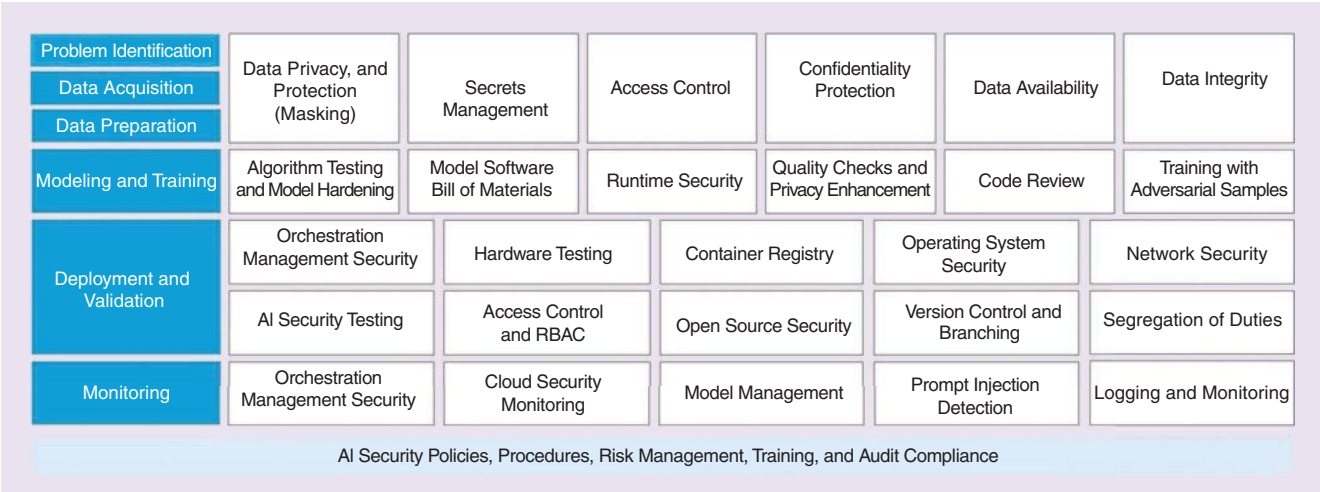 Problem Identification
Data Acquisition
Data Preparation
Data Privacy, and
Protection
(Masking)
Secrets
Management
Access Control
Confidentiality
Protection
Data Availability
Data Integrity
Modeling and Training
Algorithm Testing
and Model Hardening
Model Software
Bill of Materials
Runtime Security
Quality Checks and
Privacy Enhancement
Code Review
Training with
Adversarial Samples
Deployment and
Validation
Orchestration
Management Security
Hardware Testing
Container Registry
Operating System
Security
Network Security
AI Security Testing
Access Control
and RBAC
Open Source Security
Version Control and
Branching
Segregation of Duties
Monitoring
Orchestration
Management Security
Cloud Security
Monitoring
Model Management
Prompt Injection
Detection
Logging and Monitoring
AI Security Policies, Procedures, Risk Management, Training, and Audit Compliance